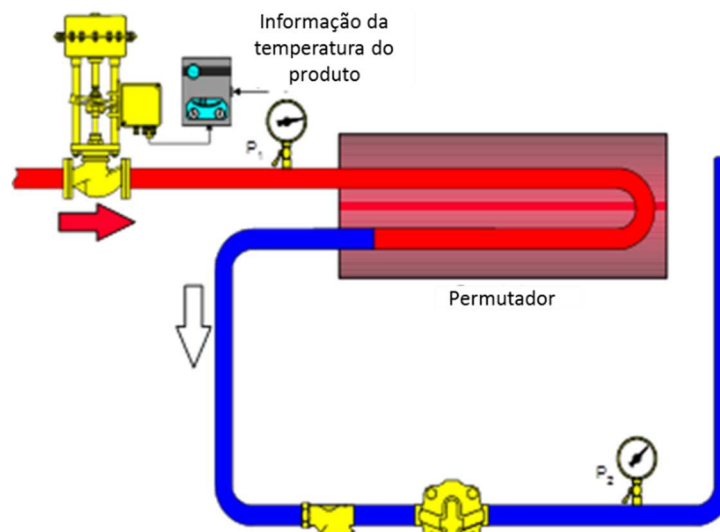 Informação da
temperatura do
produto
P₁
Permutador
P₂